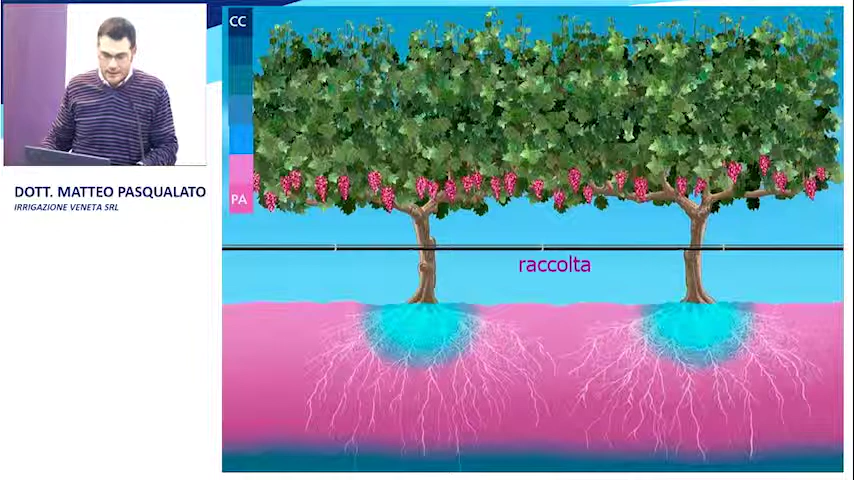 CC
PA
DOTT. MATTEO PASQUALATO
IRRIGAZIONE VENETA SRL
raccolta